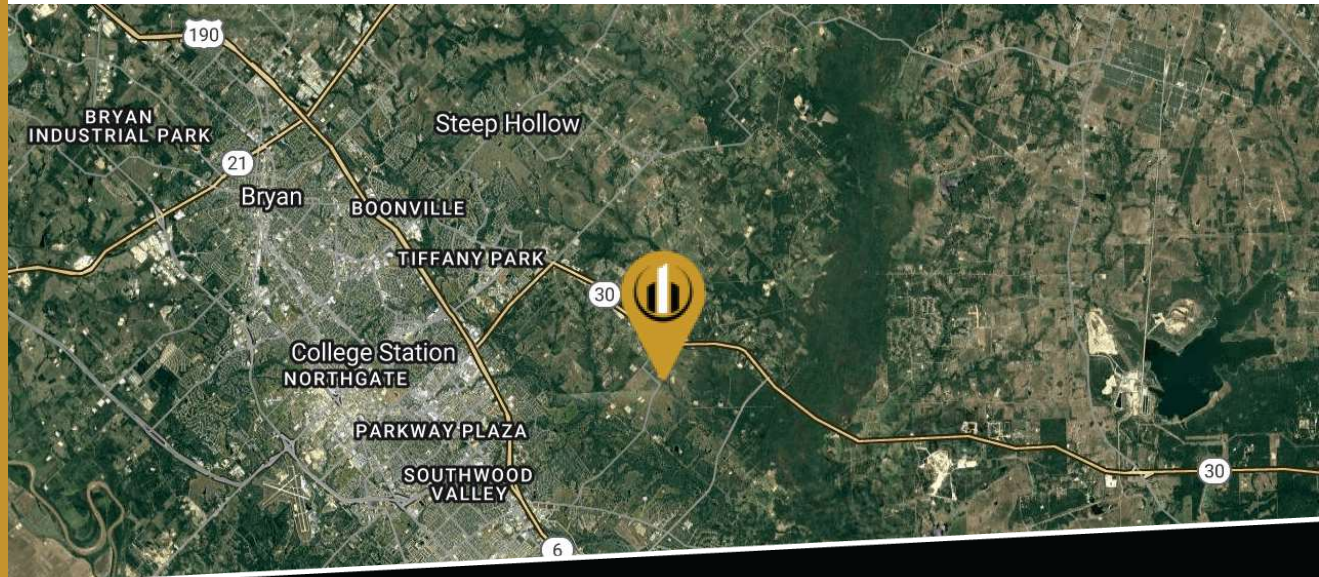 190
BRYAN
INDUSTRIAL PARK
Steep Hollow
21
Bryan
BOONVILLE
TIFFANY PARK
30
College Station
NORTHGATE
PARKWAY PLAZA
SOUTHWOOD
VALLEY
30
6